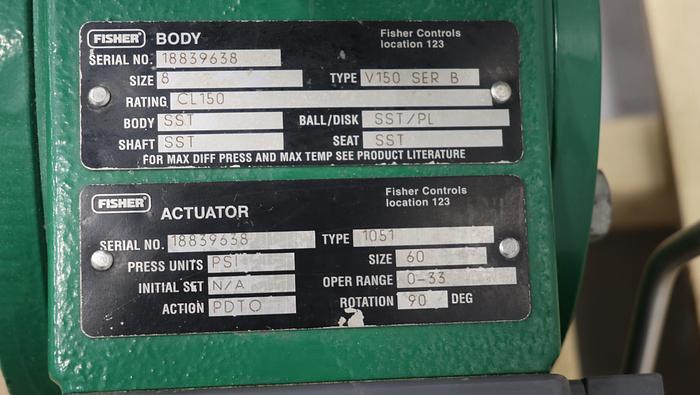 FISHER BODY Fisher Controls
location 123
SERIAL NO. 18839638
SIZE 8 TYPE V150 SER B
RATING CL150
BODY SST BALL/DISK SST/PL
SHAFT SST SEAT SST
FOR MAX DIFF PRESS AND MAX TEMP SEE PRODUCT LITERATURE
FISHER ACTUATOR Fisher Controls
location 123
SERIAL NO. 18839638 TYPE 1051
PRESS UNITS PSI SIZE 60
INITIAL SET N/A OPER RANGE 0-33
ACTION PDTO ROTATION 90 DEG